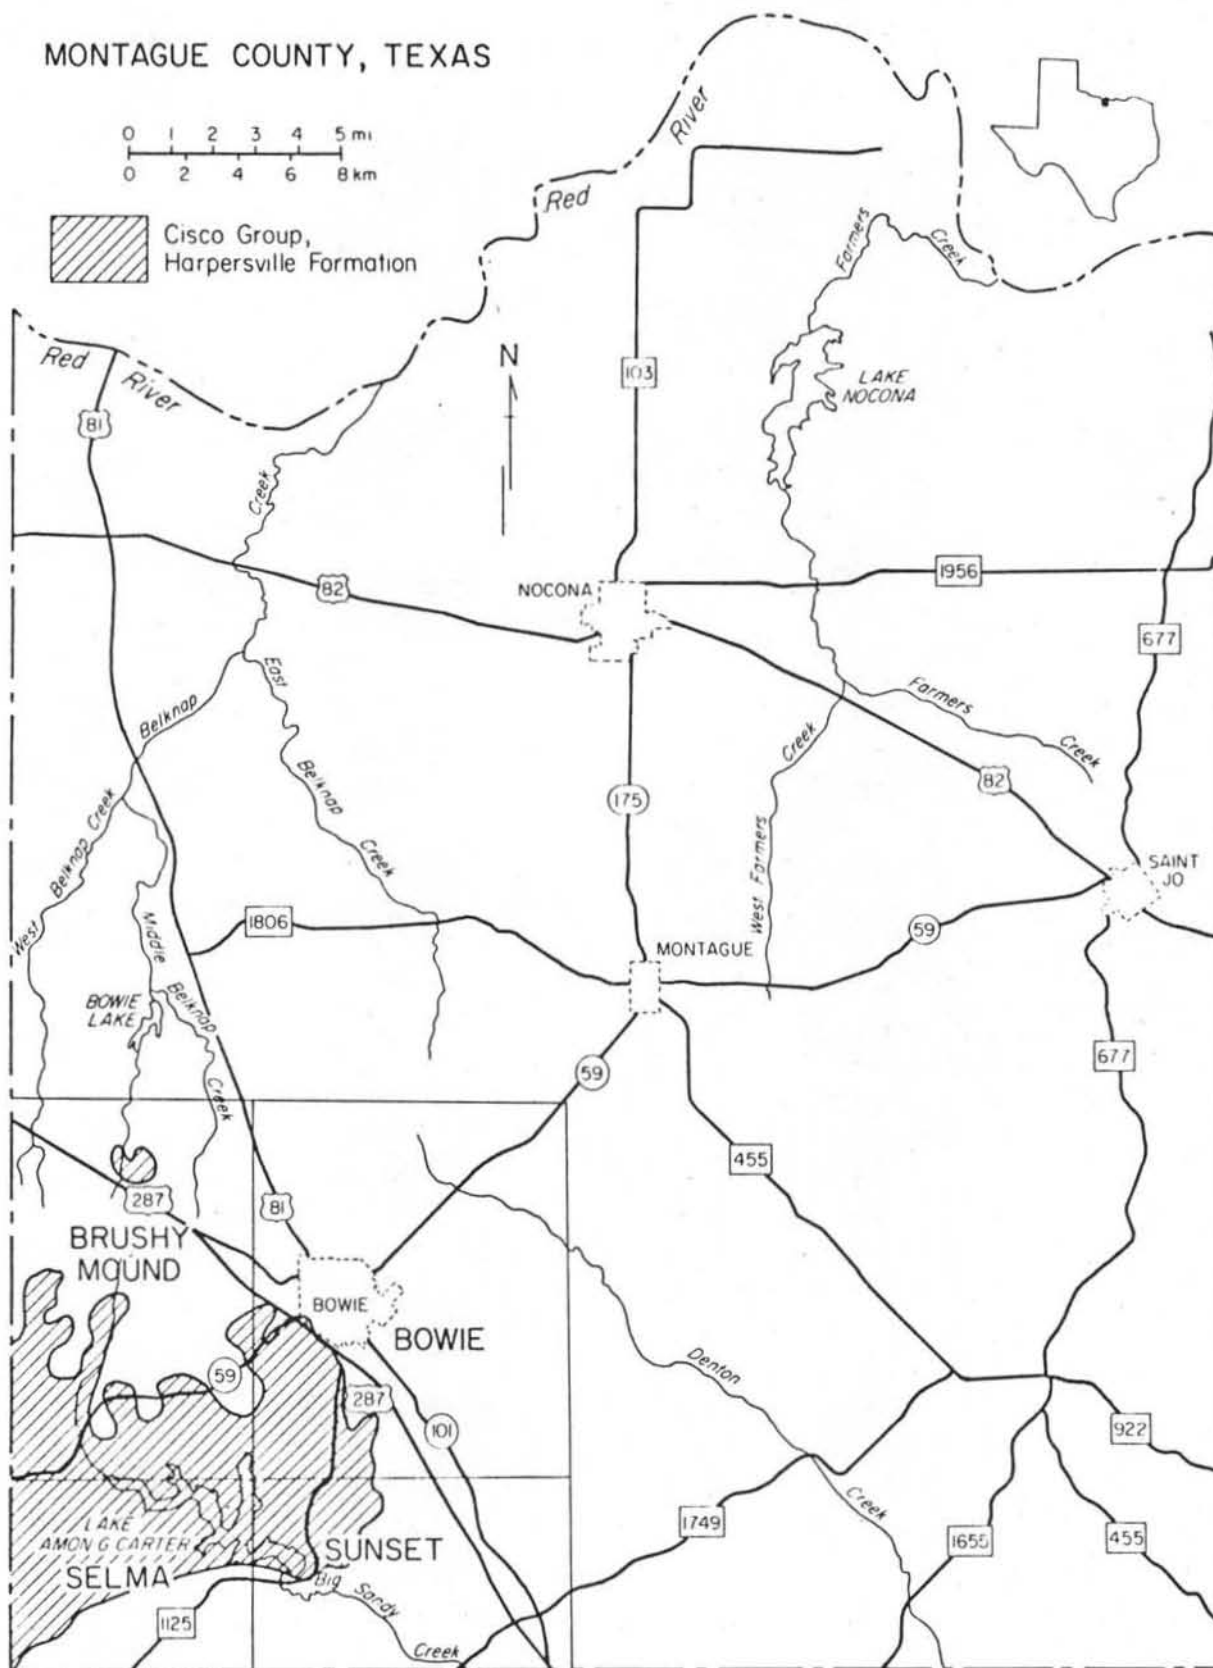 MONTAGUE COUNTY, TEXAS
0 1 2 3 4 5 mi
0 2 4 6 8 km
Cisco Group,
Harpersville Formation
Red
River
Red
River
N
81
103
Farmers
Creek
LAKE
NOCONA
Creek
82
NOCONA
1956
677
East
Belknap
Creek
Belknap
Farmers
Creek
Creek
West Farmers
82
175
West
Belknap
Creek
SAINT
JO
1806
Middle
Belknap
Creek
MONTAGUE
59
BOWIE
LAKE
59
677
455
287
81
BRUSHY
MOUND
BOWIE
BOWIE
59
287
101
Denton
Creek
922
LAKE
AMON G CARTER
SELMA
SUNSET
1749
1655
455
Big Sandy
Creek
1125